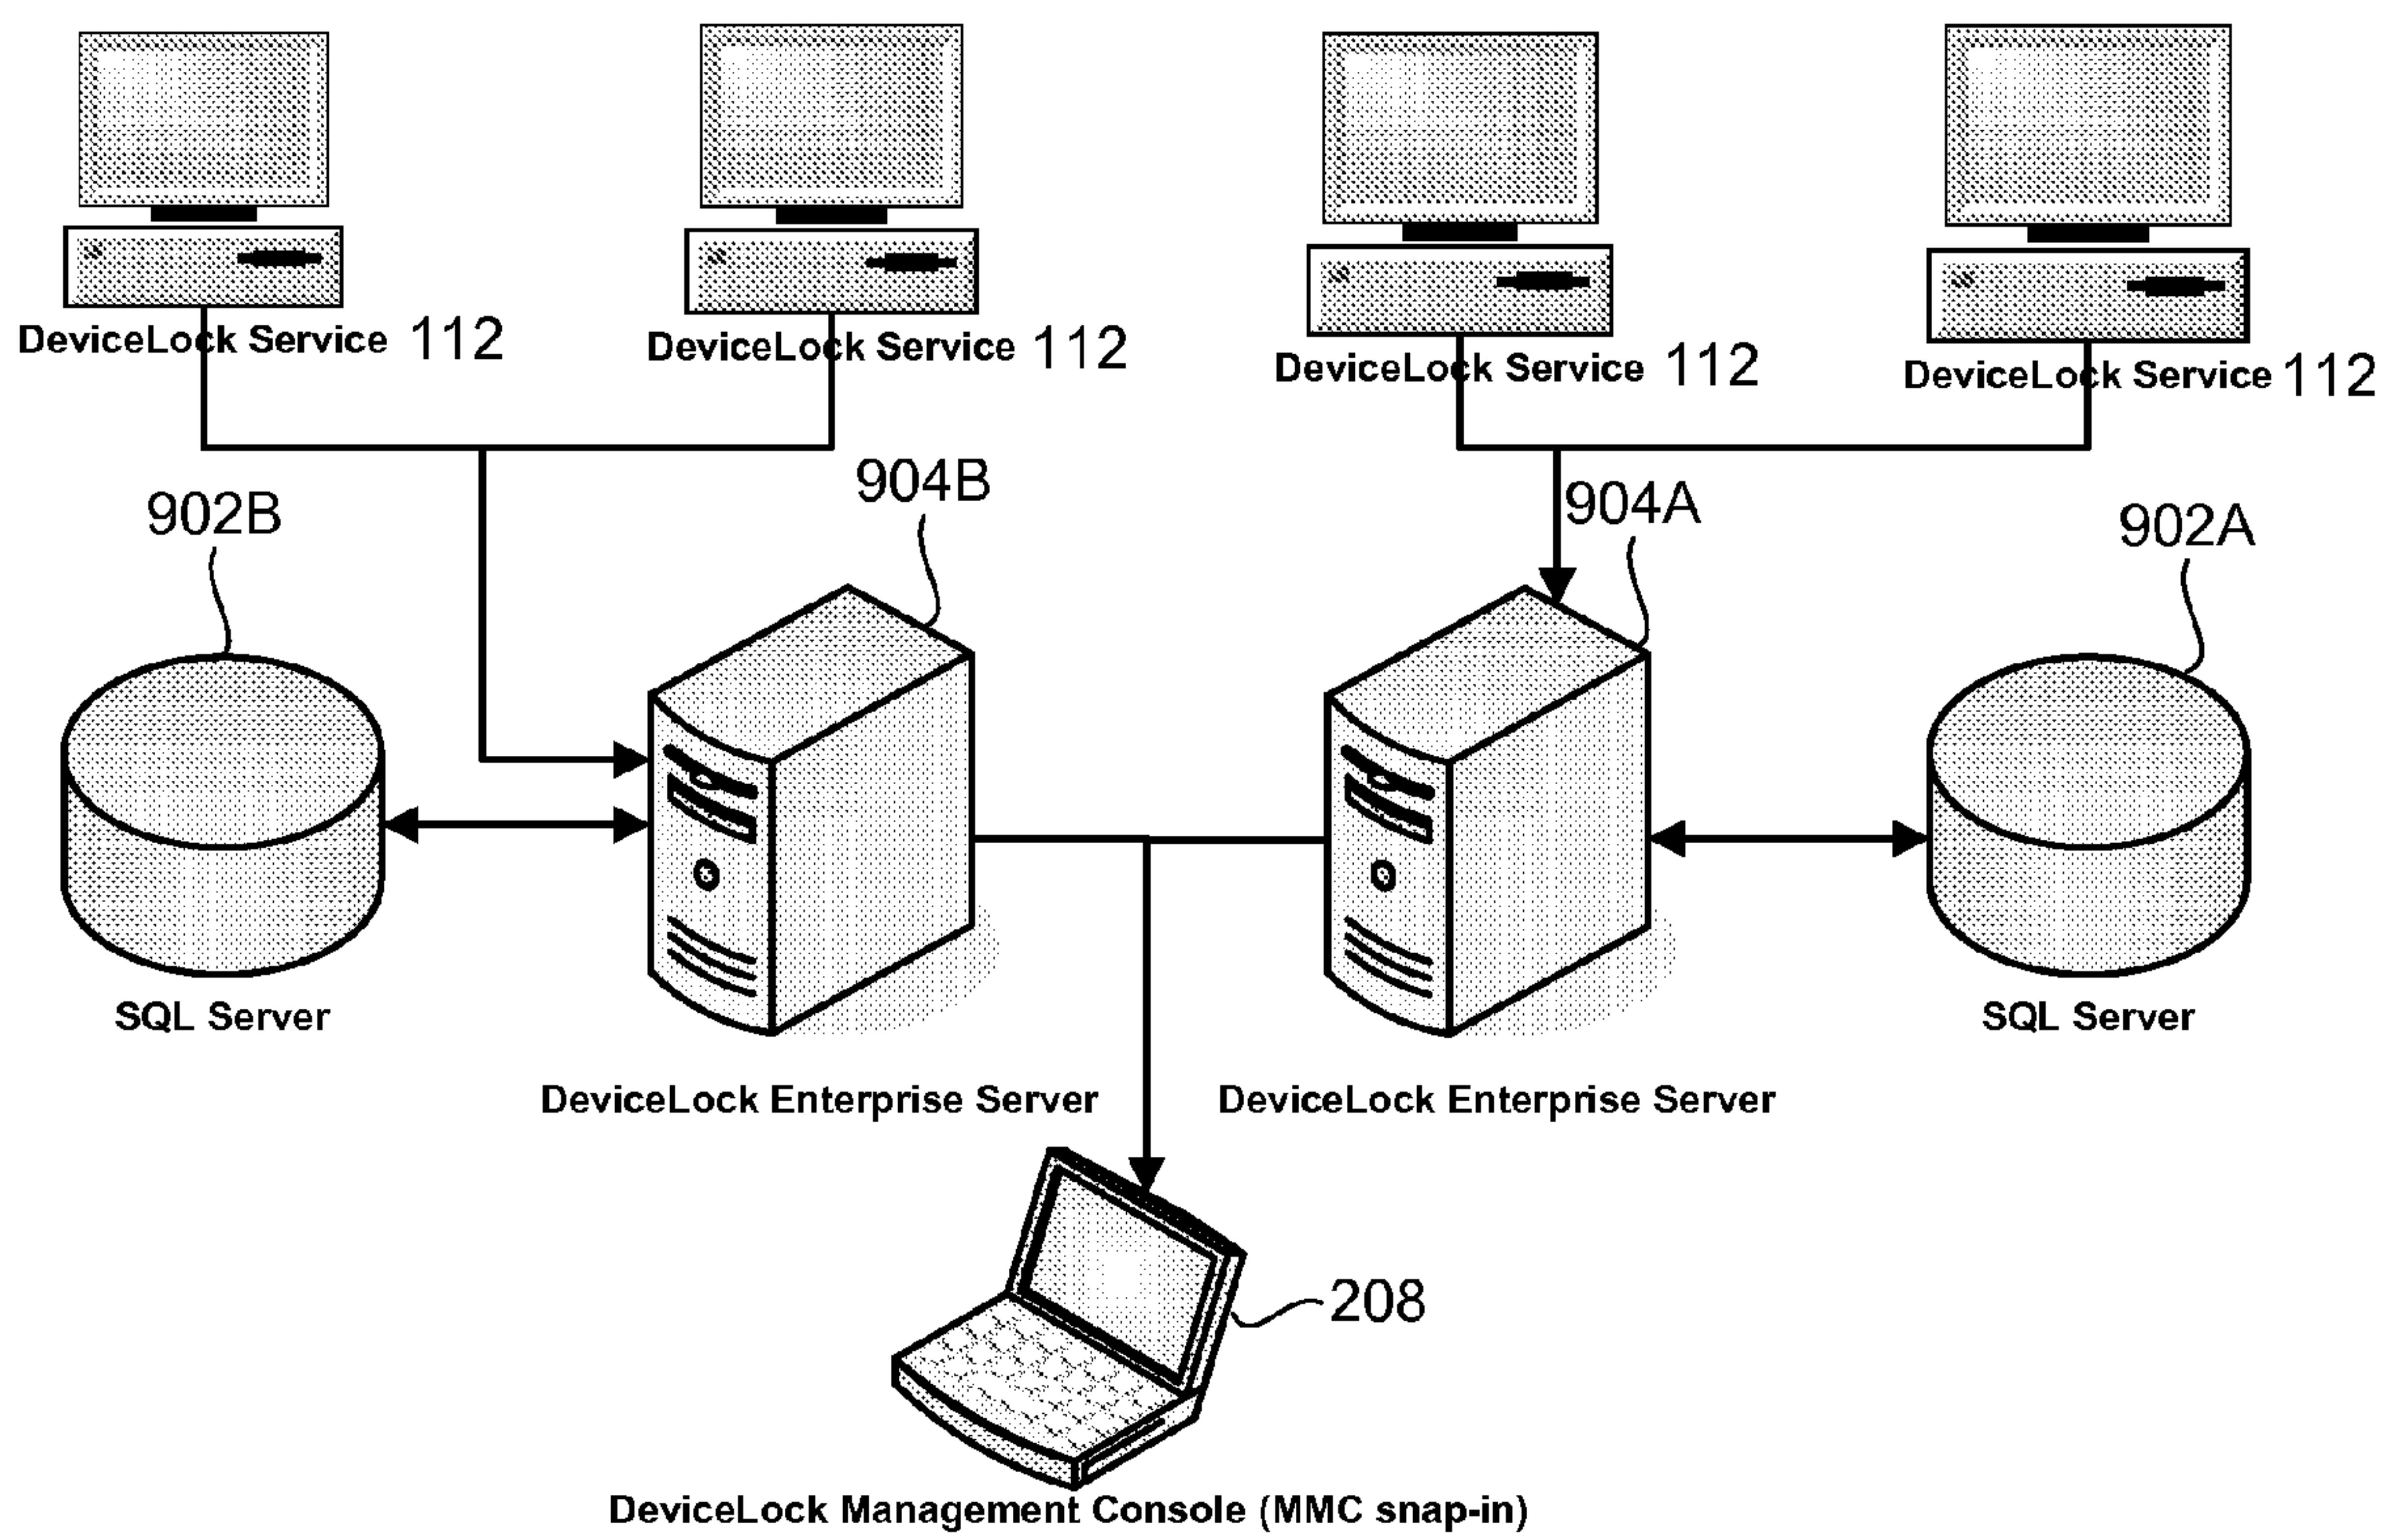 DeviceLock Service 112
DeviceLock Service 112
DeviceLock Service 112
DeviceLock Service 112
902B
904B
904A
902A
SQL Server
SQL Server
DeviceLock Enterprise Server
DeviceLock Enterprise Server
208
DeviceLock Management Console (MMC snap-in)